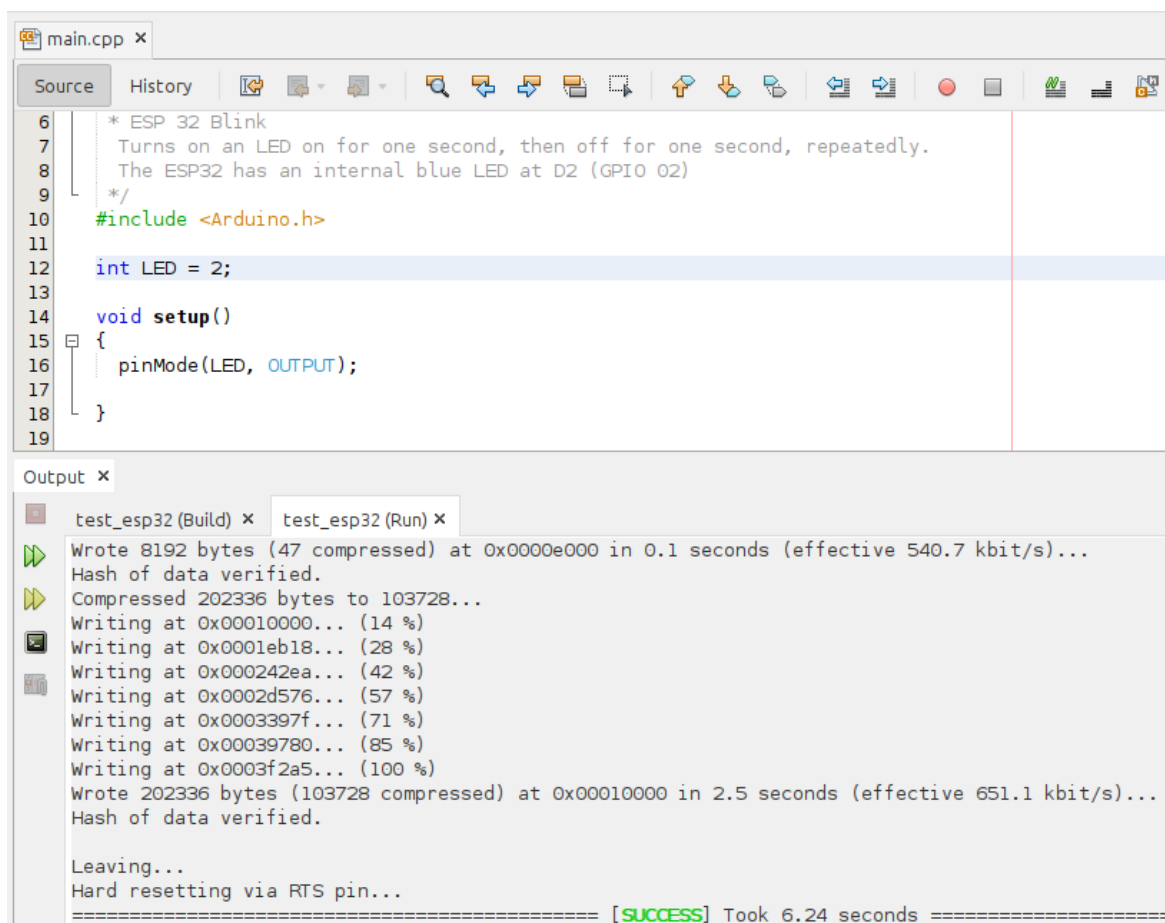 main.cpp ×
Source History
6 * ESP 32 Blink
7 Turns on an LED on for one second, then off for one second, repeatedly.
8 The ESP32 has an internal blue LED at D2 (GPIO 02)
9 */
10 #include <Arduino.h>
11
12 int LED = 2;
13
14 void setup()
15 {
16 pinMode(LED, OUTPUT);
17
18 }
19
Output ×
test_esp32 (Build) × test_esp32 (Run) ×
Wrote 8192 bytes (47 compressed) at 0x0000e000 in 0.1 seconds (effective 540.7 kbit/s)...
Hash of data verified.
Compressed 202336 bytes to 103728...
Writing at 0x00010000... (14 %)
Writing at 0x0001eb18... (28 %)
Writing at 0x000242ea... (42 %)
Writing at 0x0002d576... (57 %)
Writing at 0x0003397f... (71 %)
Writing at 0x00039780... (85 %)
Writing at 0x0003f2a5... (100 %)
Wrote 202336 bytes (103728 compressed) at 0x00010000 in 2.5 seconds (effective 651.1 kbit/s)...
Hash of data verified.
Leaving...
Hard resetting via RTS pin...
============================================== [SUCCESS] Took 6.24 seconds =====================